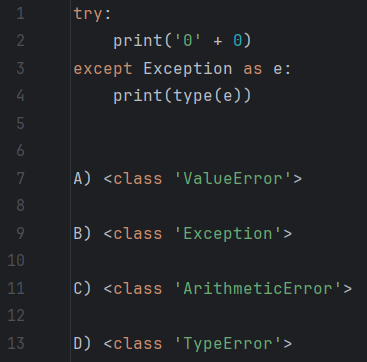 1 try:
2     print('0' + 0)
3 except Exception as e:
4     print(type(e))
5
6
7 A) <class 'ValueError'>
8
9 B) <class 'Exception'>
10
11 C) <class 'ArithmeticError'>
12
13 D) <class 'TypeError'>